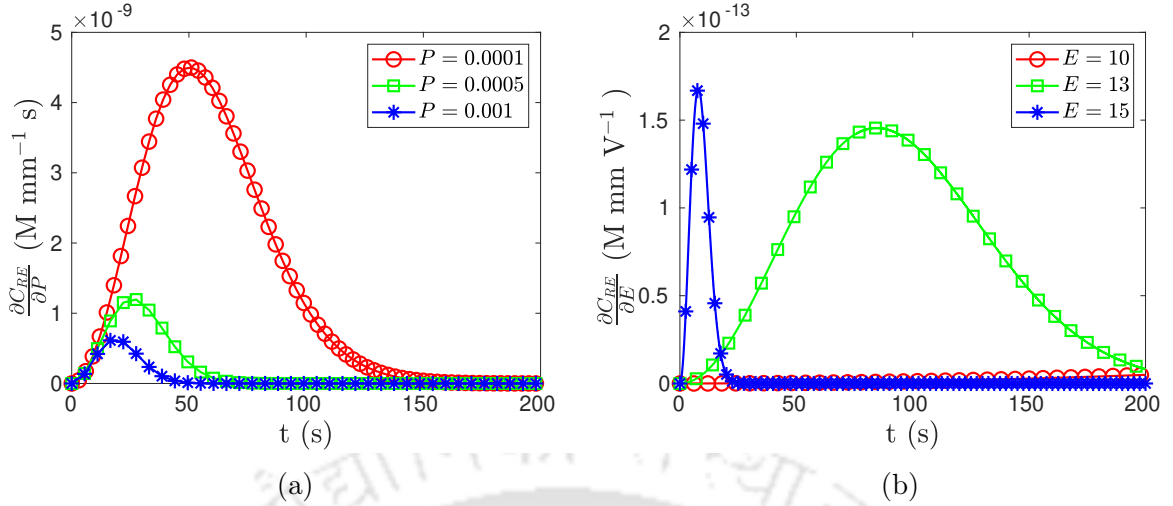 ×10⁻⁹
5
4
3
2
1
0
0 50 100 150 200
∂C_RE/∂P (M mm⁻¹ s)
t (s)
P = 0.0001
P = 0.0005
P = 0.001
(a)
×10⁻¹³
2
1.5
1
0.5
0
0 50 100 150 200
∂C_RE/∂E (M mm V⁻¹)
t (s)
E = 10
E = 13
E = 15
(b)